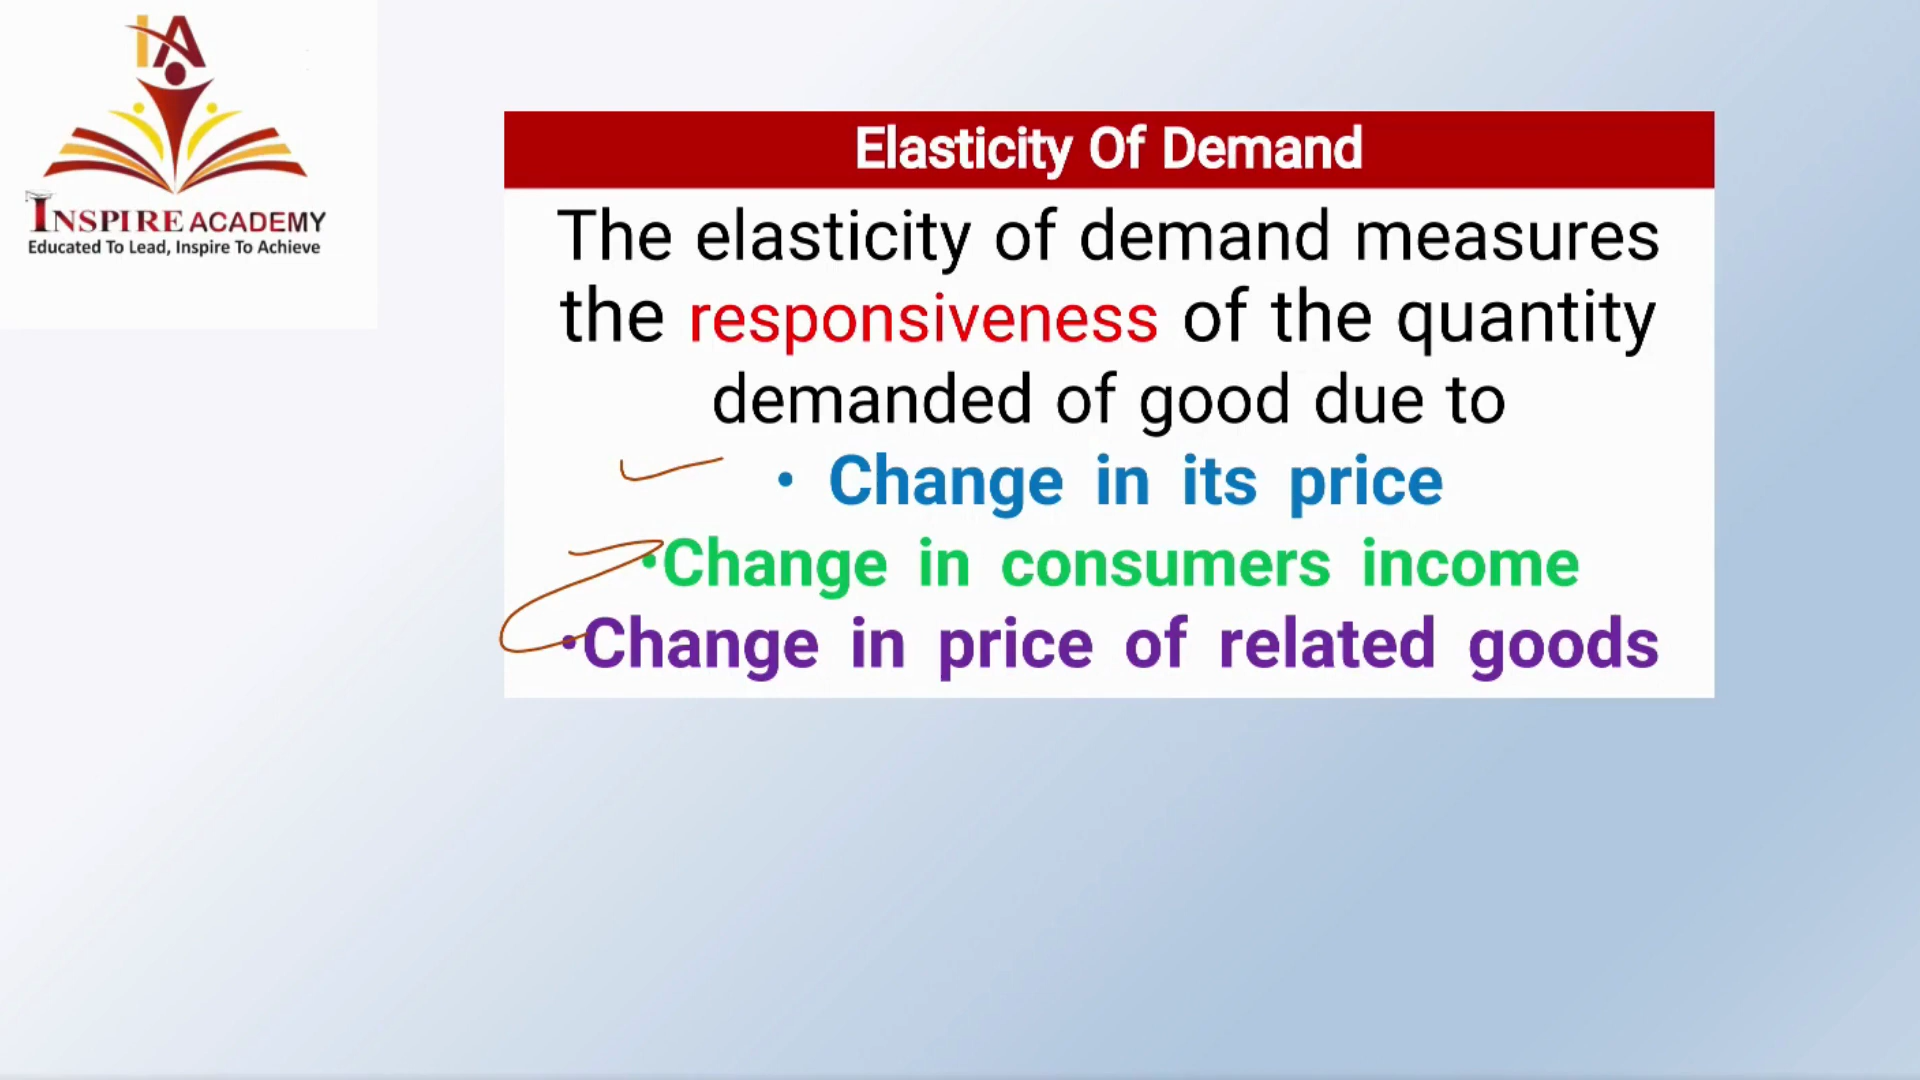 IA
INSPIRE ACADEMY
Educated To Lead, Inspire To Achieve
Elasticity Of Demand
The elasticity of demand measures
the responsiveness of the quantity
demanded of good due to
• Change in its price
•Change in consumers income
•Change in price of related goods